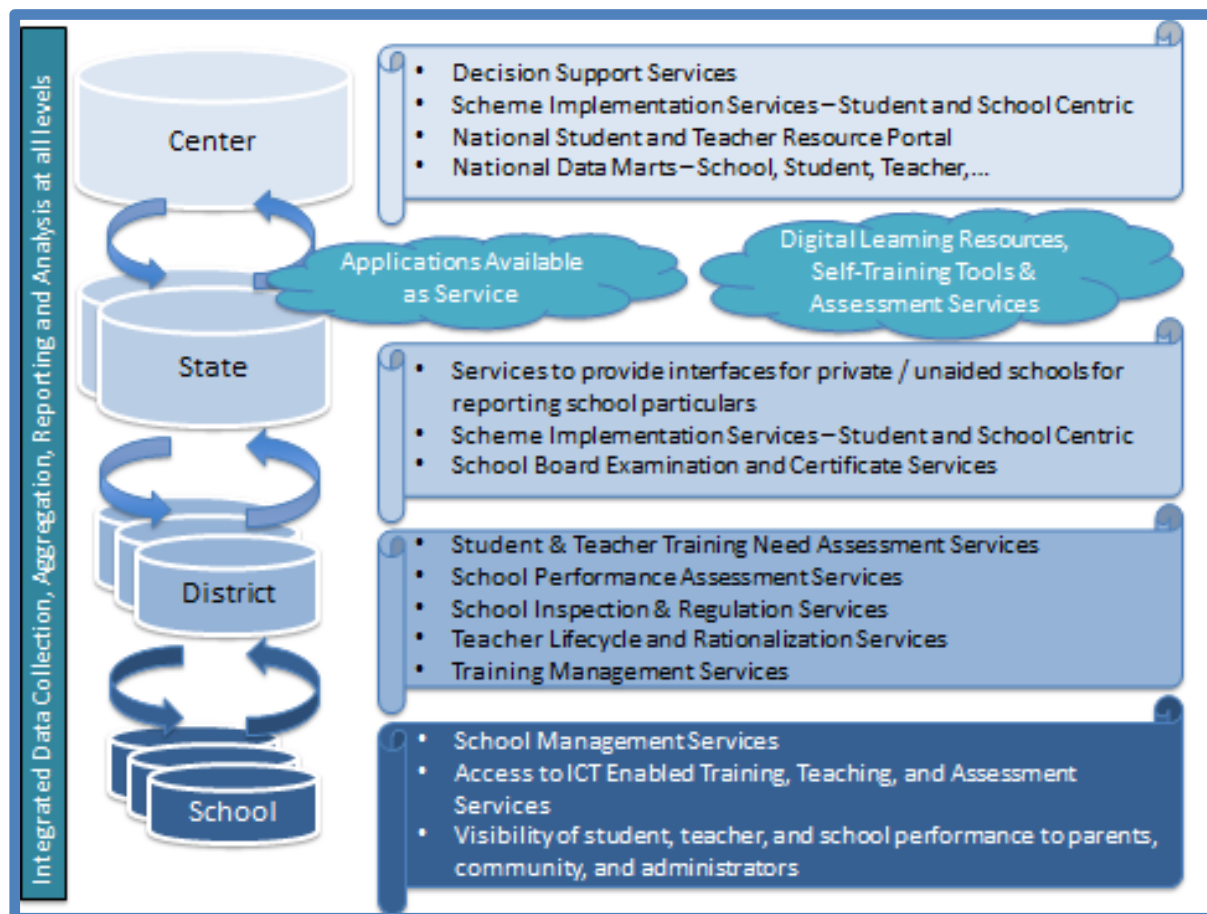 Integrated Data Collection, Aggregation, Reporting and Analysis at all levels
Center
• Decision Support Services
• Scheme Implementation Services – Student and School Centric
• National Student and Teacher Resource Portal
• National Data Marts – School, Student, Teacher,...
Applications Available
as Service
Digital Learning Resources,
Self-Training Tools &
Assessment Services
State
• Services to provide interfaces for private / unaided schools for
reporting school particulars
• Scheme Implementation Services – Student and School Centric
• School Board Examination and Certificate Services
District
• Student & Teacher Training Need Assessment Services
• School Performance Assessment Services
• School Inspection & Regulation Services
• Teacher Lifecycle and Rationalization Services
• Training Management Services
School
• School Management Services
• Access to ICT Enabled Training, Teaching, and Assessment
Services
• Visibility of student, teacher, and school performance to parents,
community, and administrators